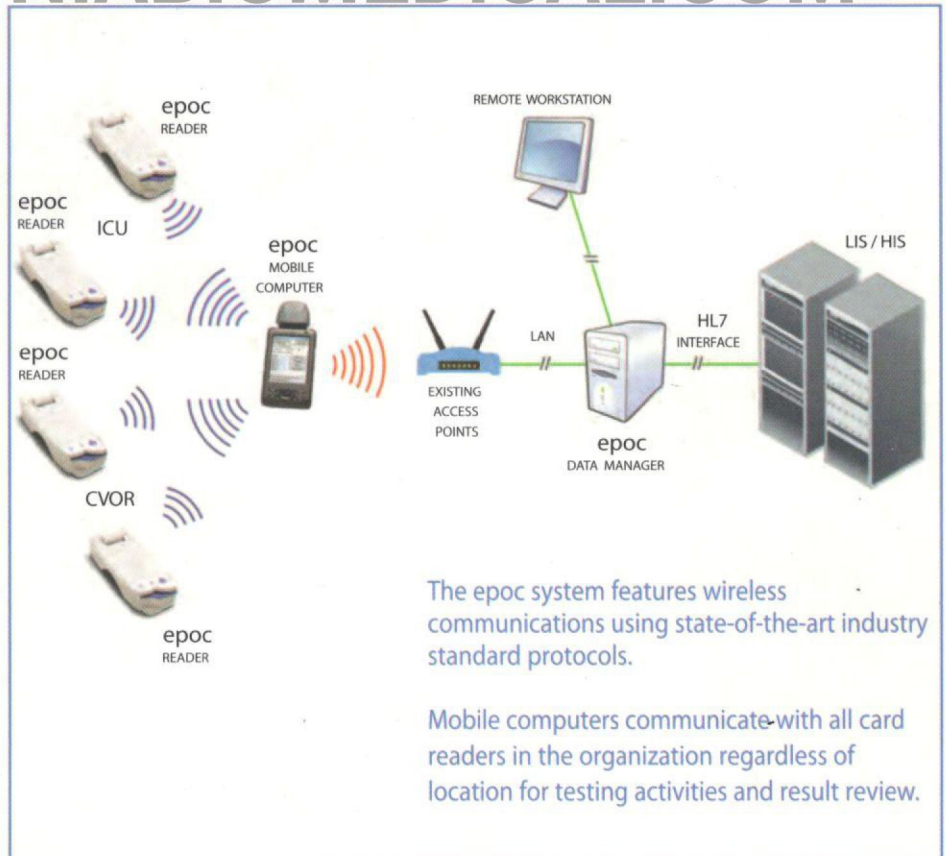 epoc
READER
epoc
READER
ICU
epoc
MOBILE
COMPUTER
epoc
READER
CVOR
epoc
READER
REMOTE WORKSTATION
LAN
EXISTING
ACCESS
POINTS
HL7
INTERFACE
LIS / HIS
epoc
DATA MANAGER
The epoc system features wireless
communications using state-of-the-art industry
standard protocols.
Mobile computers communicate with all card
readers in the organization regardless of
location for testing activities and result review.